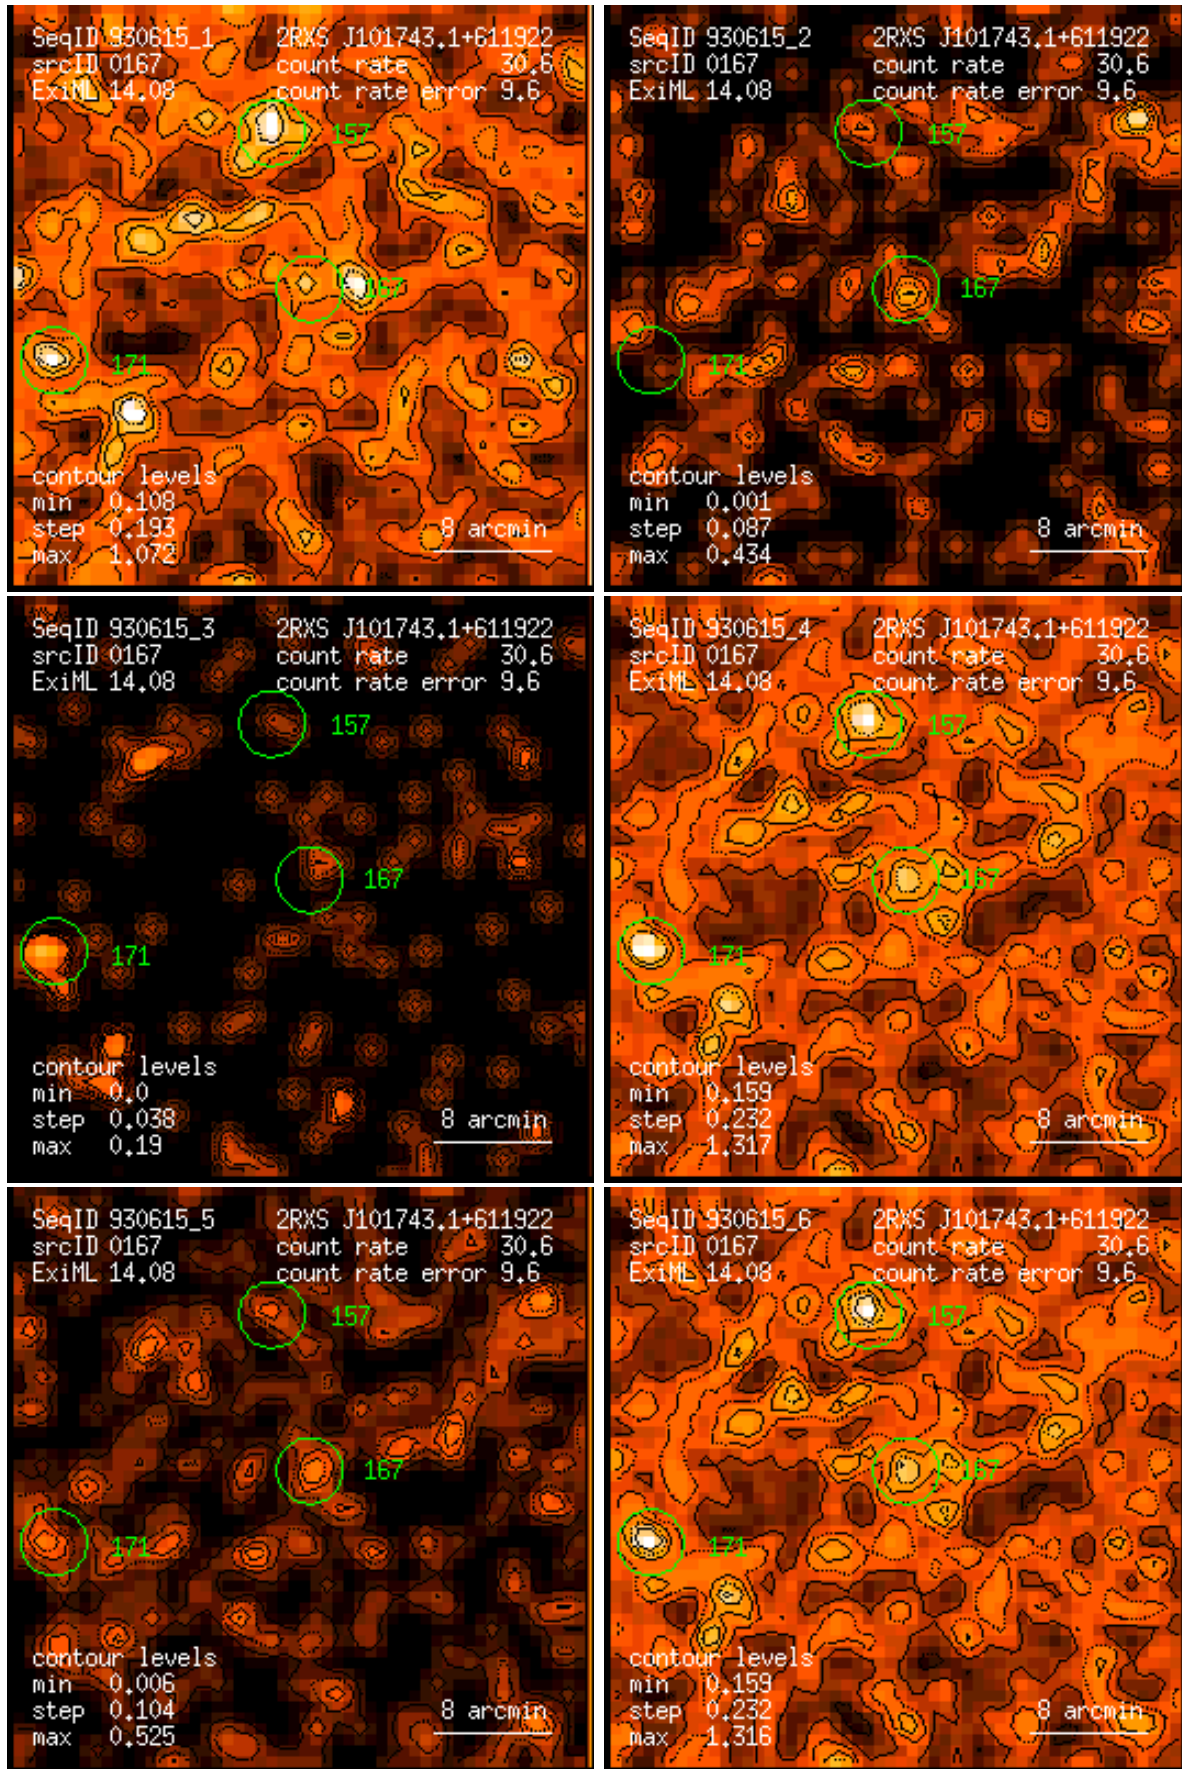 SeqID 930615_1 2RXS J101743.1+611922
srcID 0167 count rate 30.6
ExiML 14.08 count rate error 9.6
157
167
171
contour levels
min 0.108
step 0.193 8 arcmin
max 1.072
SeqID 930615_2 2RXS J101743.1+611922
srcID 0167 count rate 30.6
ExiML 14.08 count rate error 9.6
157
167
171
contour levels
min 0.001
step 0.087 8 arcmin
max 0.434
SeqID 930615_3 2RXS J101743.1+611922
srcID 0167 count rate 30.6
ExiML 14.08 count rate error 9.6
157
167
171
contour levels
min 0.0
step 0.038 8 arcmin
max 0.19
SeqID 930615_4 2RXS J101743.1+611922
srcID 0167 count rate 30.6
ExiML 14.08 count rate error 9.6
157
167
171
contour levels
min 0.159
step 0.232 8 arcmin
max 1.317
SeqID 930615_5 2RXS J101743.1+611922
srcID 0167 count rate 30.6
ExiML 14.08 count rate error 9.6
157
167
171
contour levels
min 0.006
step 0.104 8 arcmin
max 0.525
SeqID 930615_6 2RXS J101743.1+611922
srcID 0167 count rate 30.6
ExiML 14.08 count rate error 9.6
157
167
171
contour levels
min 0.159
step 0.232 8 arcmin
max 1.316